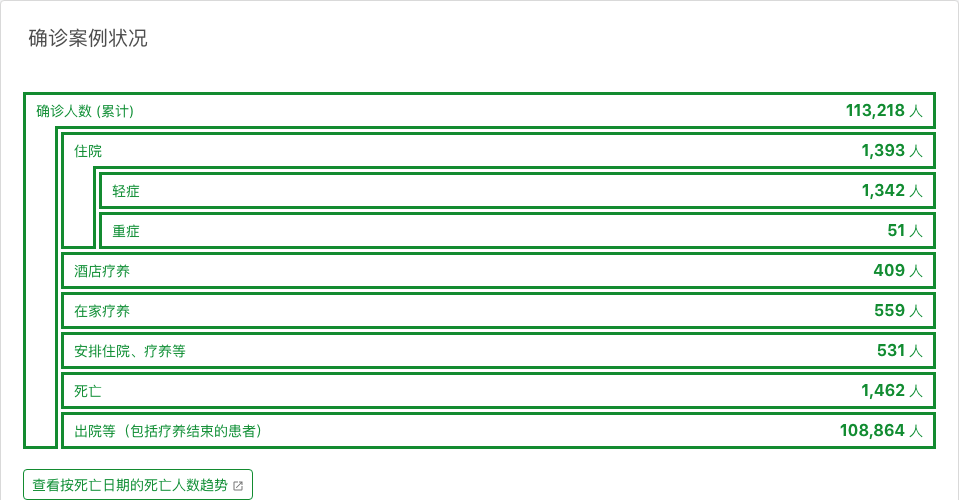 确诊案例状况
确诊人数 (累计) 113,218 人
住院 1,393 人
轻症 1,342 人
重症 51 人
酒店疗养 409 人
在家疗养 559 人
安排住院、疗养等 531 人
死亡 1,462 人
出院等（包括疗养结束的患者） 108,864 人
查看按死亡日期的死亡人数趋势